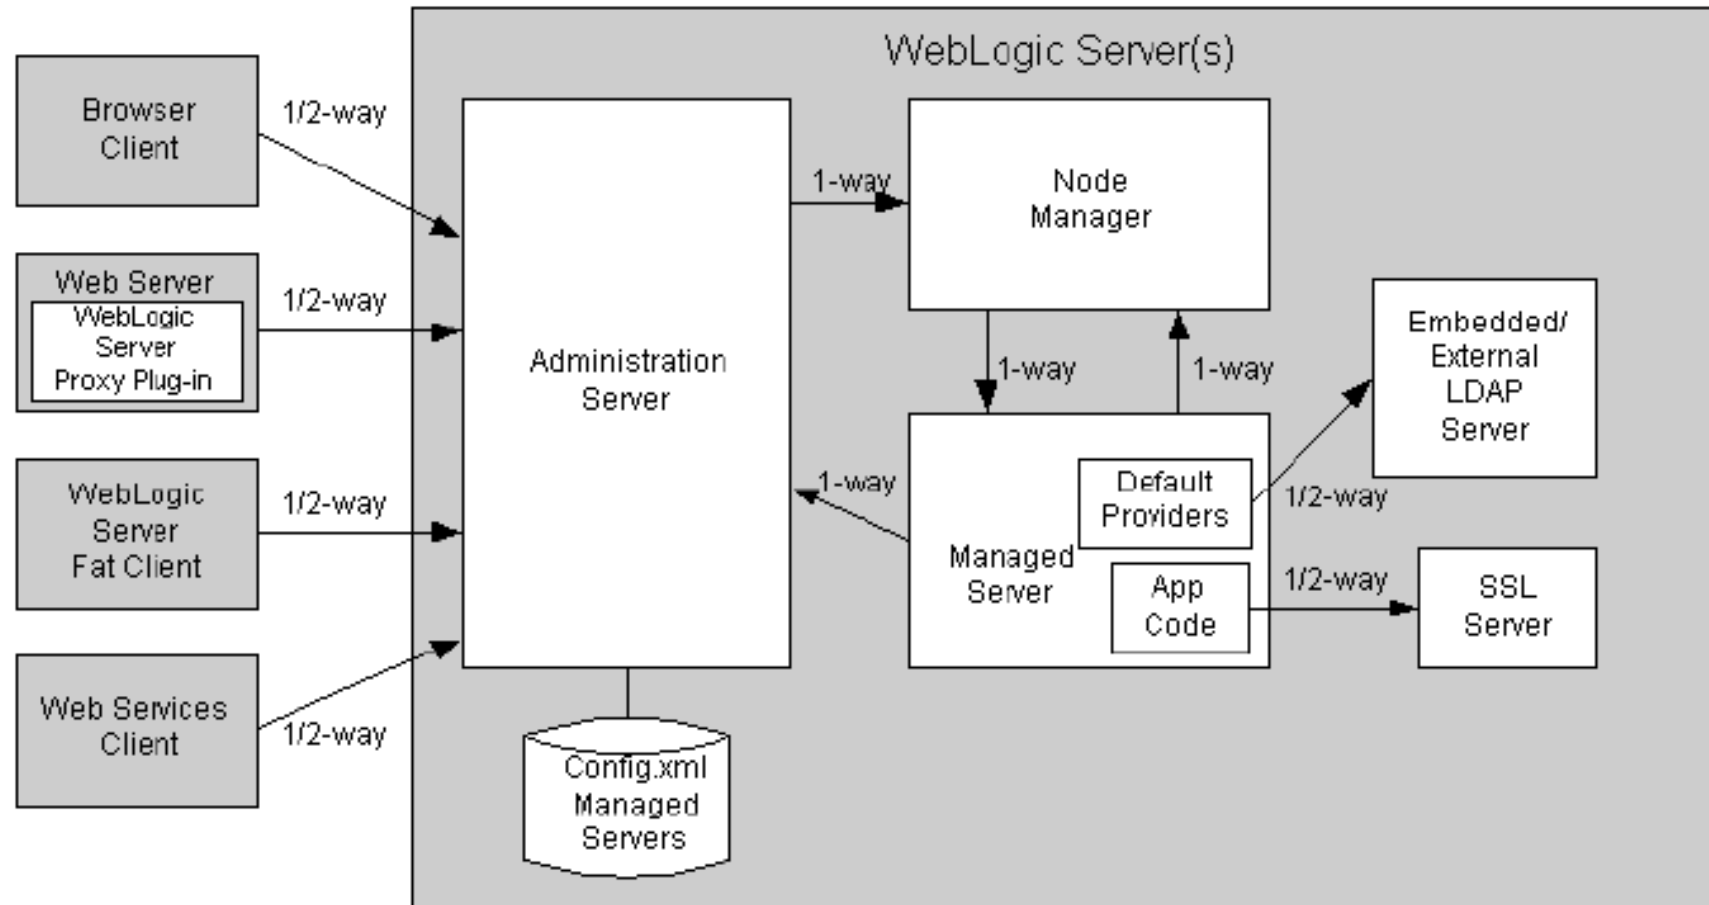 WebLogic Server(s)
Browser
Client
1/2-way
Web Server
WebLogic
Server
Proxy Plug-in
1/2-way
WebLogic
Server
Fat Client
1/2-way
Web Services
Client
1/2-way
Administration
Server
Config.xml
Managed
Servers
1-way
Node
Manager
1-way
1-way
1-way
Managed
Server
Default
Providers
App
Code
1/2-way
Embedded/
External
LDAP
Server
1/2-way
SSL
Server